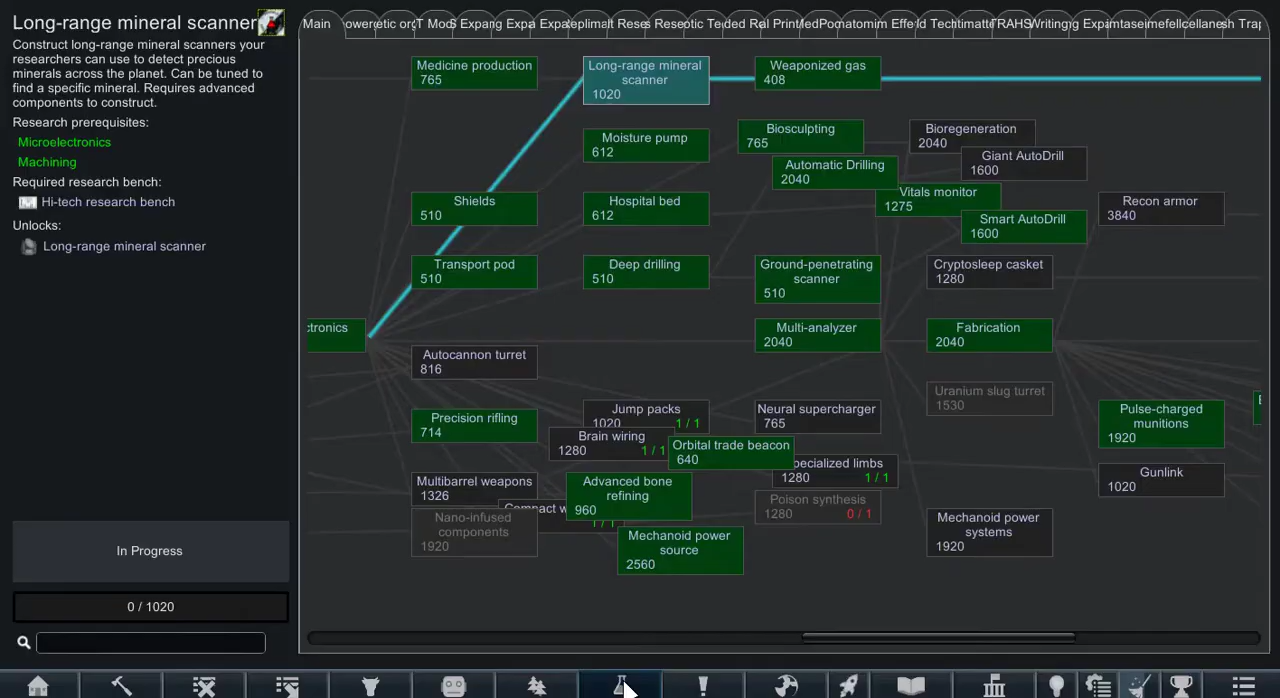 Long-range mineral scanner
Construct long-range mineral scanners your
researchers can use to detect precious
minerals across the planet. Can be tuned to
find a specific mineral. Requires advanced
components to construct.
Research prerequisites:
Microelectronics
Machining
Required research bench:
Hi-tech research bench
Unlocks:
Long-range mineral scanner
In Progress
0 / 1020
Main
Medicine production
765
Long-range mineral
scanner
1020
Weaponized gas
408
Moisture pump
612
Biosculpting
765
Bioregeneration
2040
Automatic Drilling
2040
Giant AutoDrill
1600
Shields
510
Hospital bed
612
Vitals monitor
1275
Smart AutoDrill
1600
Recon armor
3840
Transport pod
510
Deep drilling
510
Ground-penetrating
scanner
510
Cryptosleep casket
1280
ctronics
Multi-analyzer
2040
Fabrication
2040
Autocannon turret
816
Uranium slug turret
1530
Precision rifling
714
Jump packs
1020 1 / 1
Neural supercharger
765
Pulse-charged
munitions
1920
Brain wiring
1280 1 / 1
Orbital trade beacon
640
pecialized limbs
1280 1 / 1
Gunlink
1020
Multibarrel weapons
1326
Advanced bone
refining
960
Poison synthesis
1280 0 / 1
Compact w
1 / 1
Nano-infused
components
1920
Mechanoid power
source
2560
Mechanoid power
systems
1920